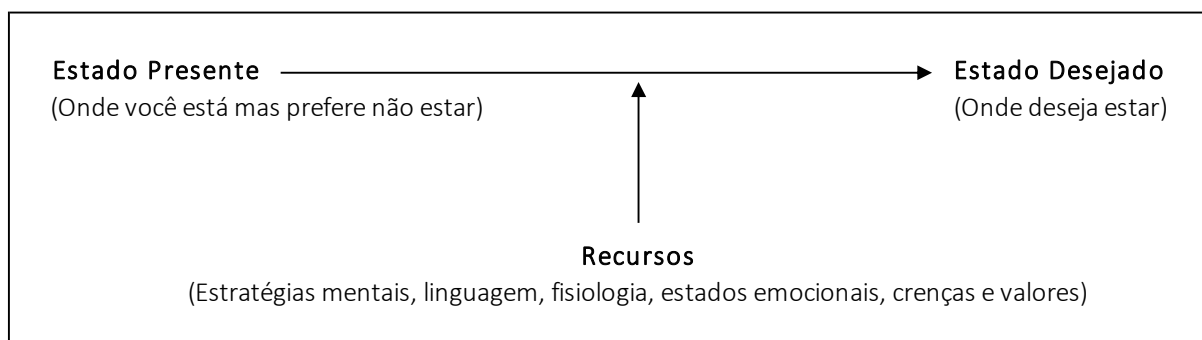 Estado Presente
Estado Desejado
(Onde você está mas prefere não estar)
(Onde deseja estar)
Recursos
(Estratégias mentais, linguagem, fisiologia, estados emocionais, crenças e valores)